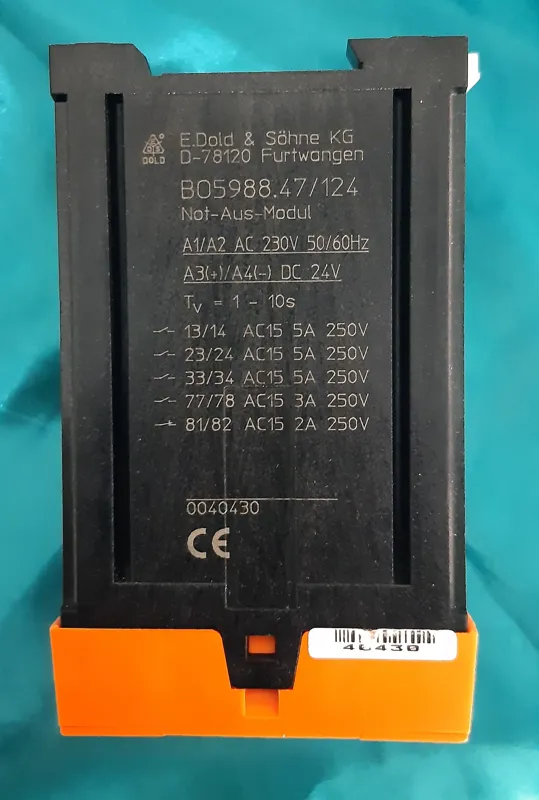 E.Dold & Söhne KG
DOLD D-78120 Furtwangen
BO5988.47/124
Not-Aus-Modul
A1/A2 AC 230V 50/60Hz
A3(+)/A4(-) DC 24V
Tv = 1 - 10s
13/14 AC15 5A 250V
23/24 AC15 5A 250V
33/34 AC15 5A 250V
77/78 AC15 3A 250V
81/82 AC15 2A 250V
0040430
CE
40430